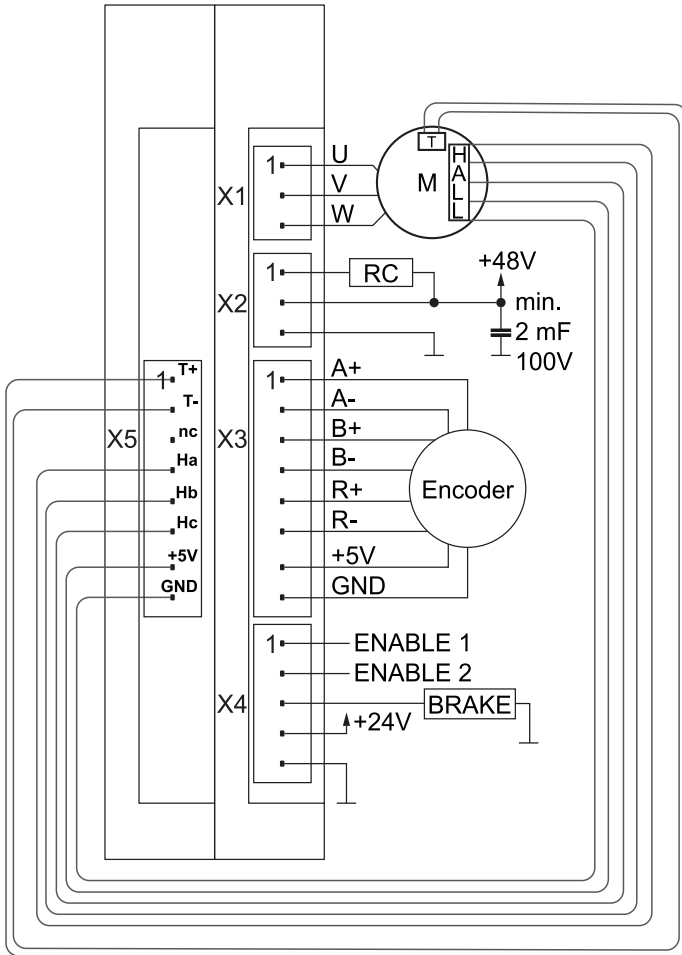 T
H
A
L
L
M
X1
1
U
V
W
X2
1
RC
+48V
min.
2 mF
100V
X5
1
T+
T-
nc
Ha
Hb
Hc
+5V
GND
X3
1
A+
A-
B+
B-
R+
R-
+5V
GND
Encoder
X4
1
ENABLE 1
ENABLE 2
BRAKE
+24V